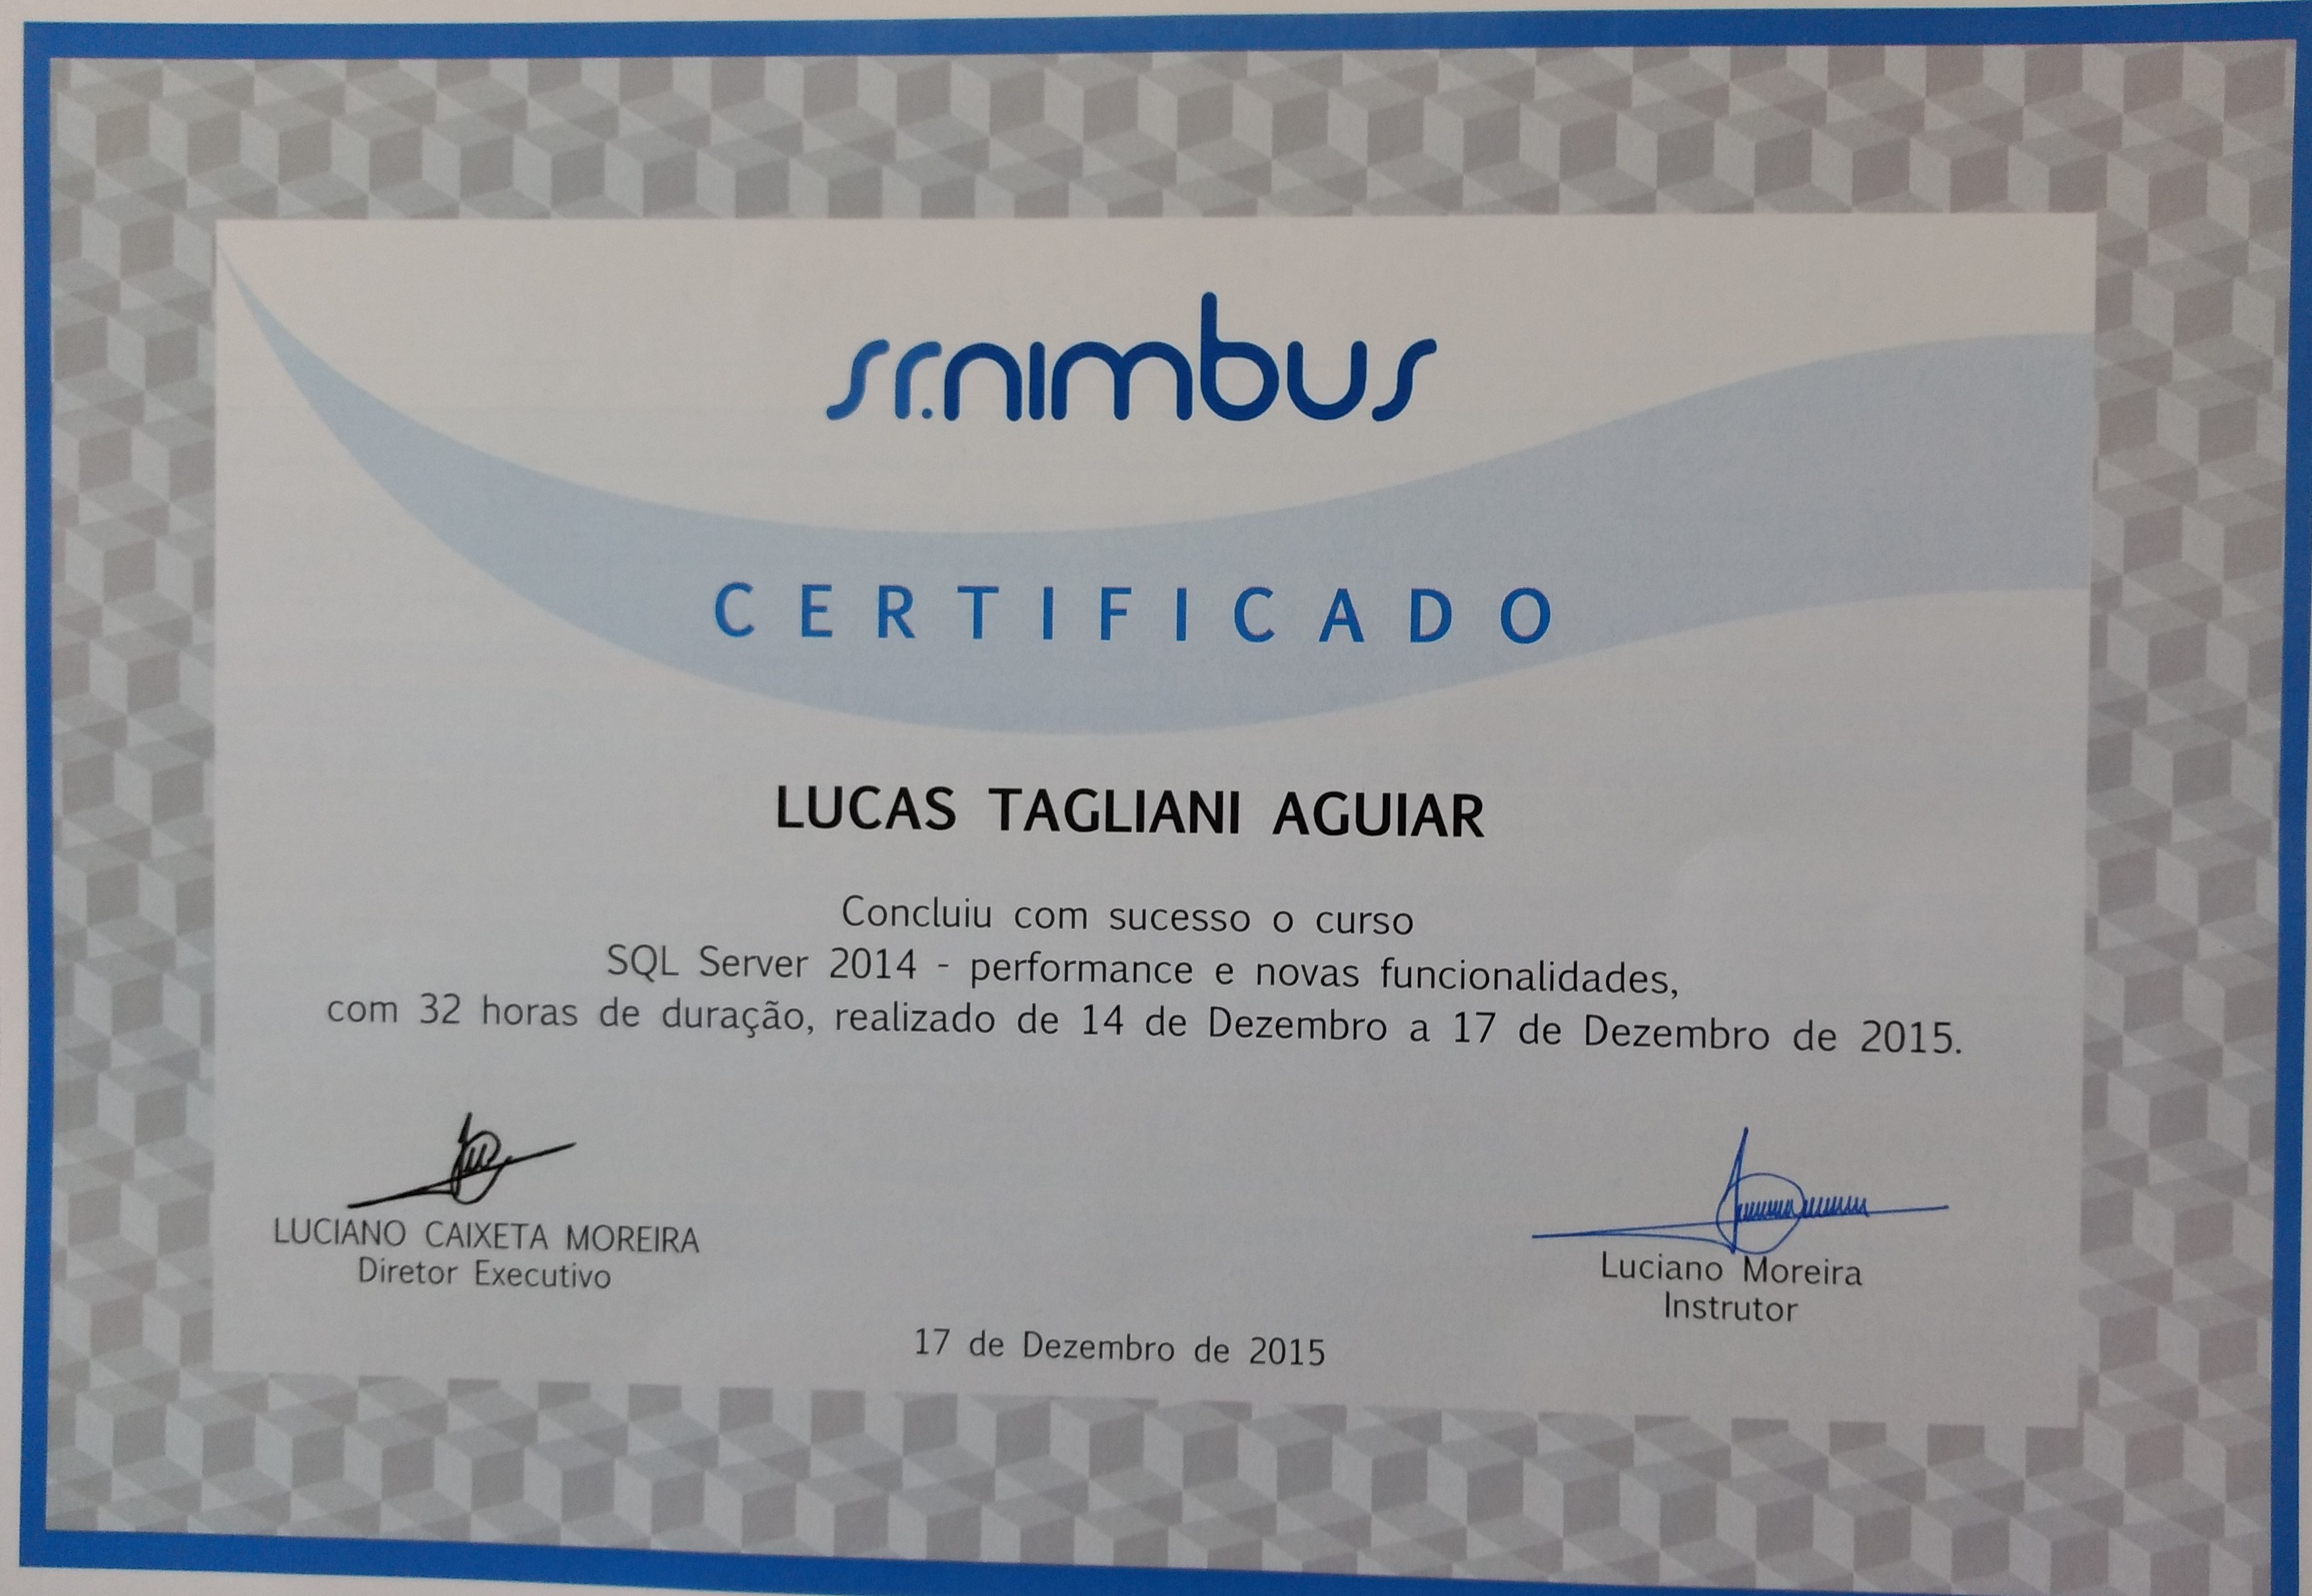 sr.nimbus
CERTIFICADO
LUCAS TAGLIANI AGUIAR
Concluiu com sucesso o curso
SQL Server 2014 - performance e novas funcionalidades,
com 32 horas de duração, realizado de 14 de Dezembro a 17 de Dezembro de 2015.
LUCIANO CAIXETA MOREIRA
Diretor Executivo
Luciano Moreira
Instrutor
17 de Dezembro de 2015